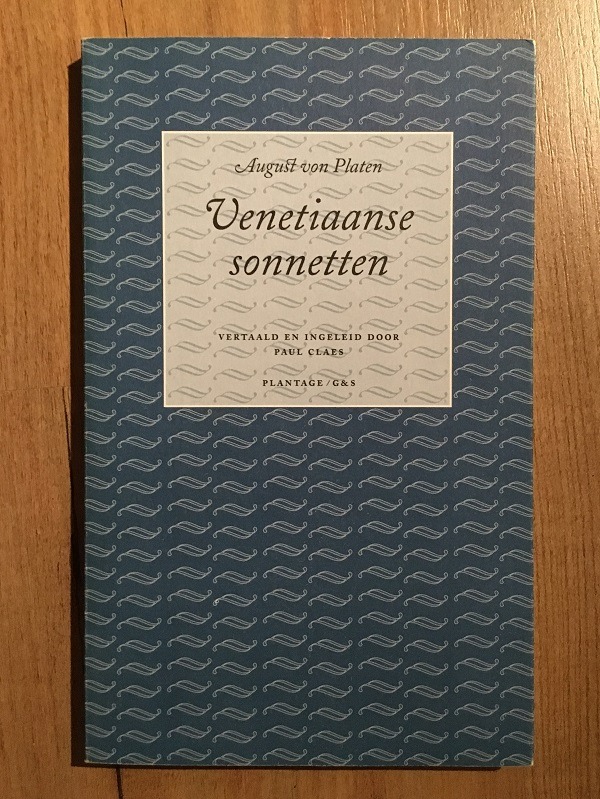 August von Platen
Venetiaanse
sonnetten
VERTAALD EN INGELEID DOOR
PAUL CLAES
PLANTAGE / G&S